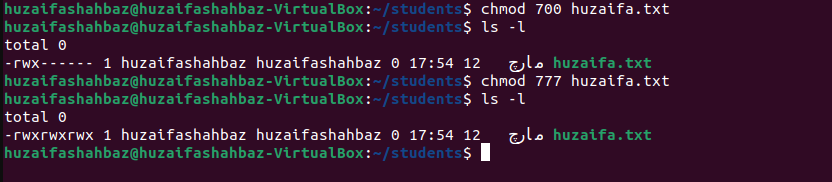 huzaifashahbaz@huzaifashahbaz-VirtualBox:~/students$ chmod 700 huzaifa.txt
huzaifashahbaz@huzaifashahbaz-VirtualBox:~/students$ ls -l
total 0
-rwx------ 1 huzaifashahbaz huzaifashahbaz 0 17:54 12 مارچ huzaifa.txt
huzaifashahbaz@huzaifashahbaz-VirtualBox:~/students$ chmod 777 huzaifa.txt
huzaifashahbaz@huzaifashahbaz-VirtualBox:~/students$ ls -l
total 0
-rwxrwxrwx 1 huzaifashahbaz huzaifashahbaz 0 17:54 12 مارچ huzaifa.txt
huzaifashahbaz@huzaifashahbaz-VirtualBox:~/students$